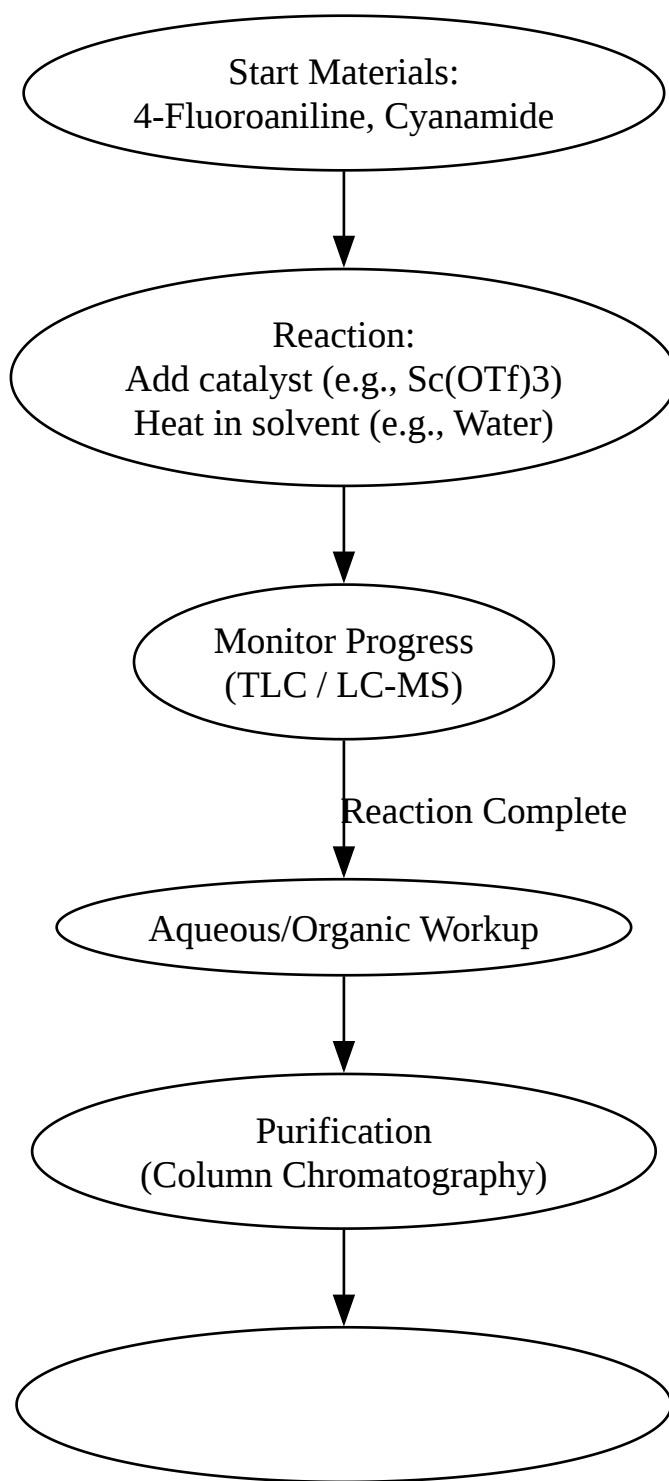 Start Materials:
4-Fluoroaniline, Cyanamide
Reaction:
Add catalyst (e.g., Sc(OTf)3)
Heat in solvent (e.g., Water)
Monitor Progress
(TLC / LC-MS)
Reaction Complete
Aqueous/Organic Workup
Purification
(Column Chromatography)